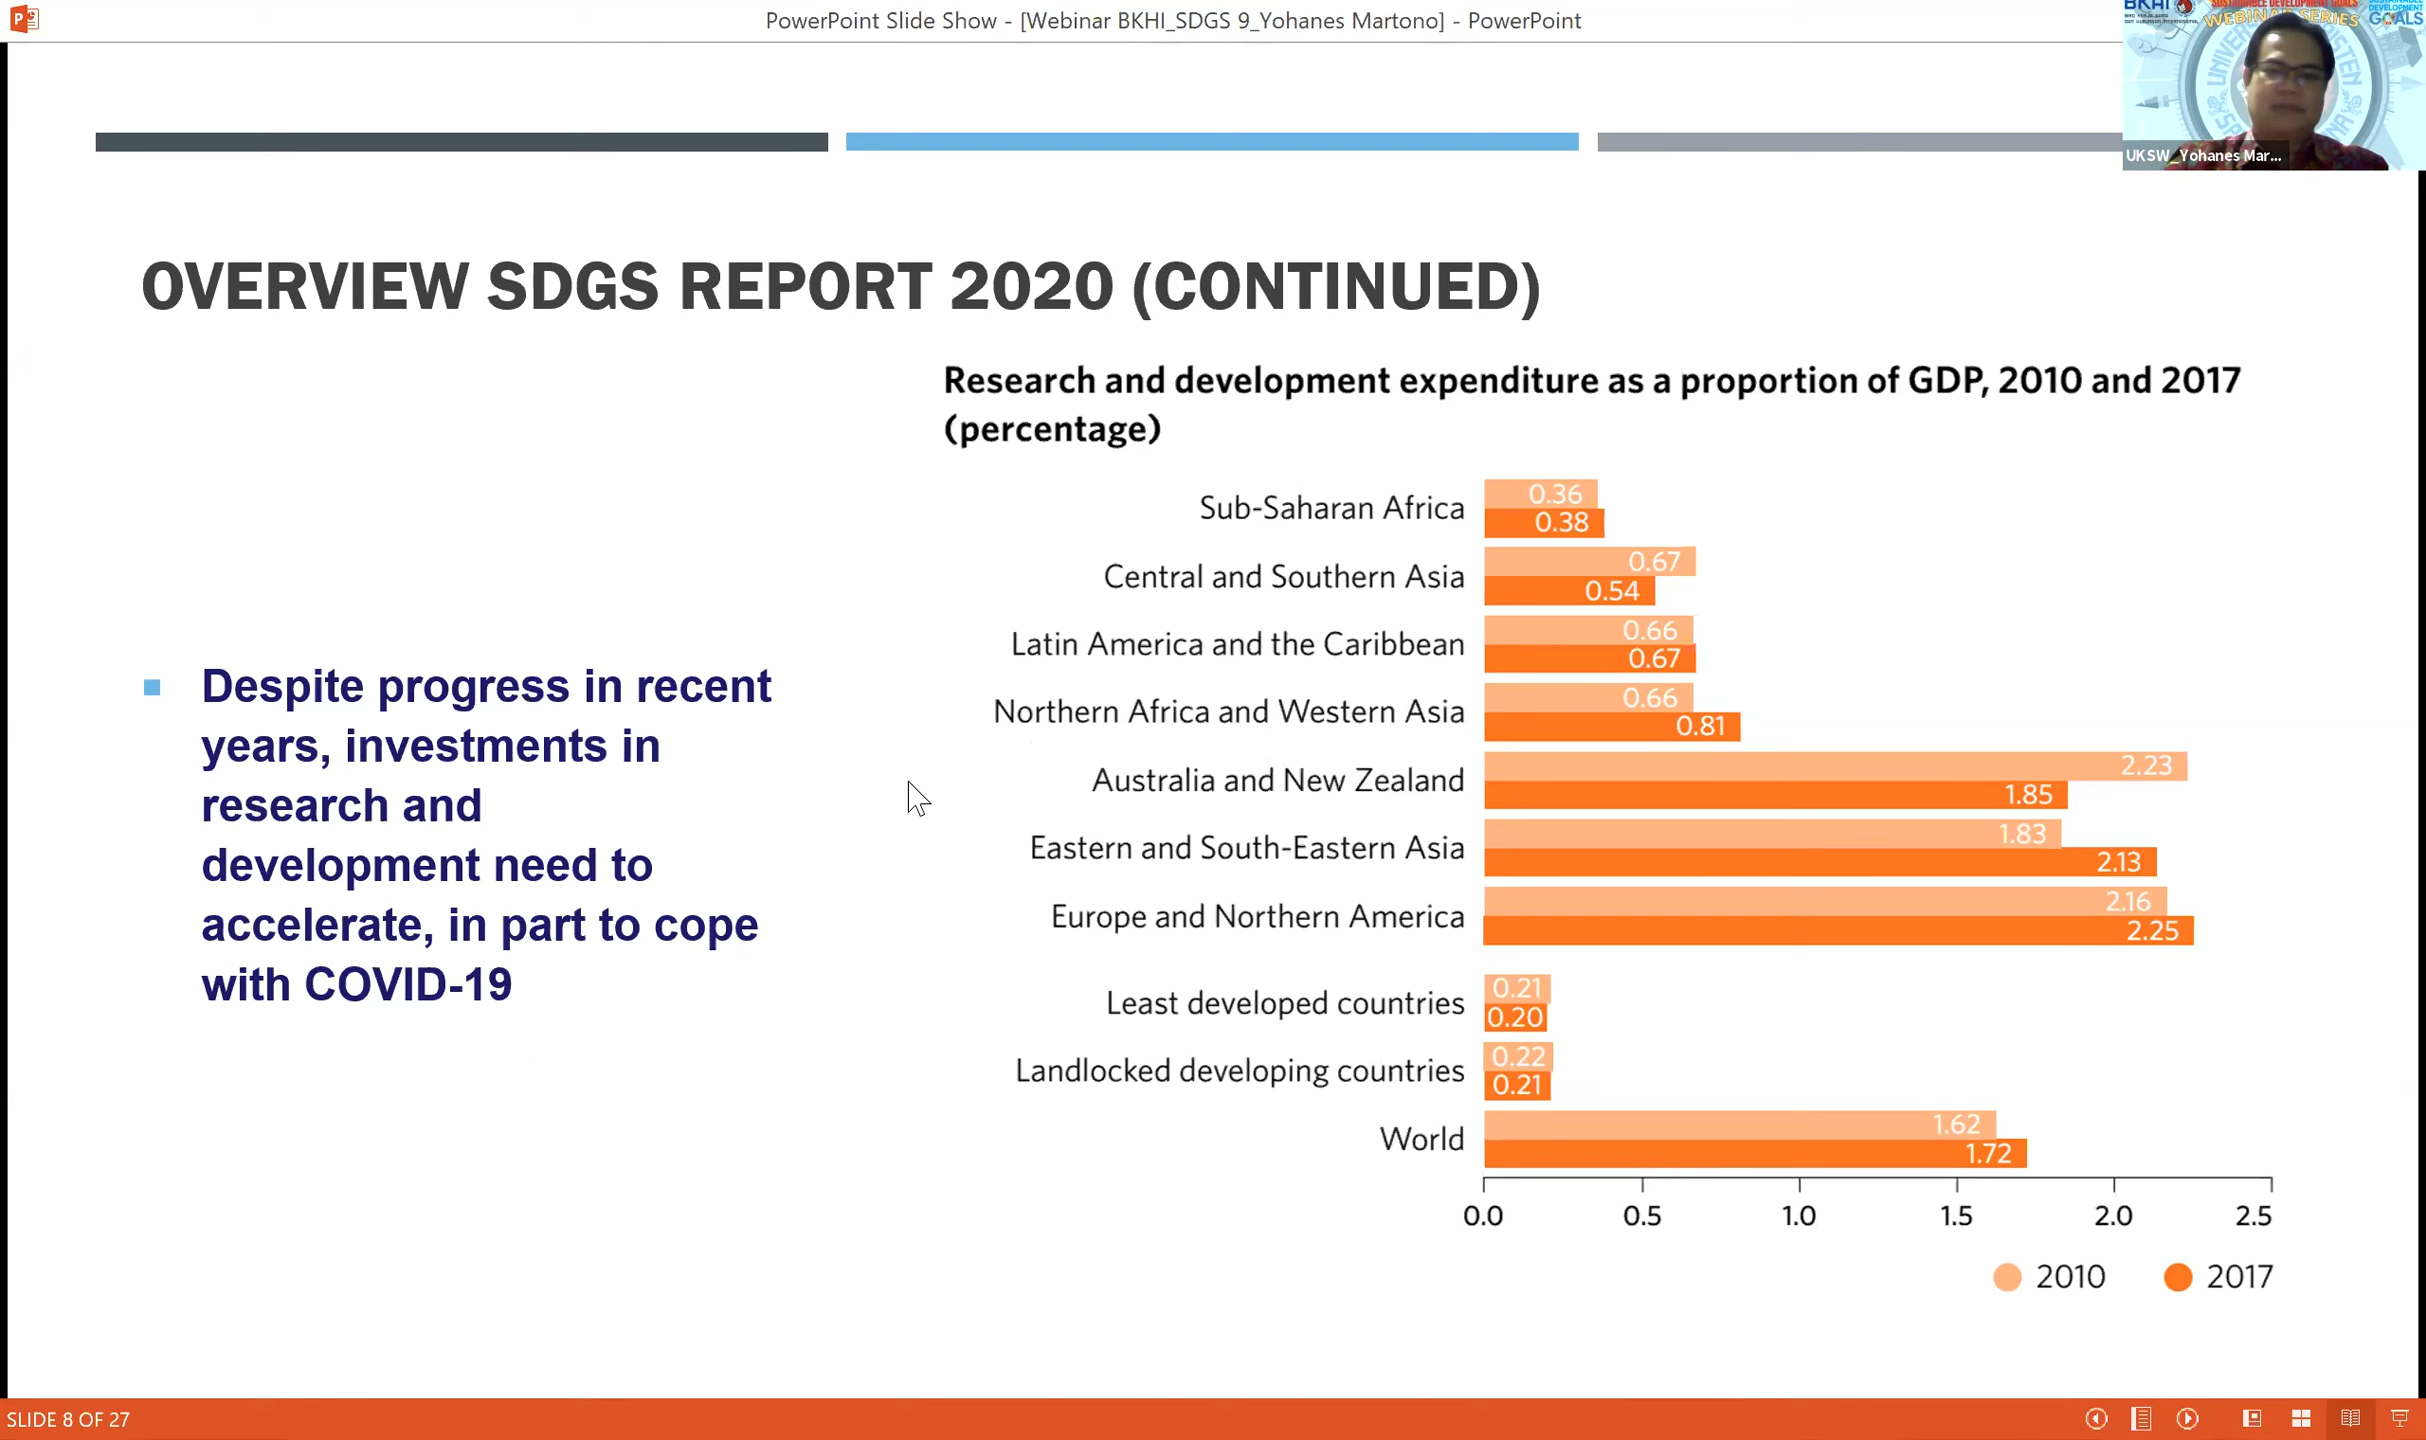 PowerPoint Slide Show - [Webinar BKHI_SDGS 9_Yohanes Martono] - PowerPoint
BKHI
WEBINAR SERIES
GOALS
UKSW_Yohanes Mar...
OVERVIEW SDGS REPORT 2020 (CONTINUED)
Despite progress in recent
years, investments in
research and
development need to
accelerate, in part to cope
with COVID-19
Research and development expenditure as a proportion of GDP, 2010 and 2017
(percentage)
Sub-Saharan Africa
0.36
0.38
Central and Southern Asia
0.67
0.54
Latin America and the Caribbean
0.66
0.67
Northern Africa and Western Asia
0.66
0.81
Australia and New Zealand
2.23
1.85
Eastern and South-Eastern Asia
1.83
2.13
Europe and Northern America
2.16
2.25
Least developed countries
0.21
0.20
Landlocked developing countries
0.22
0.21
World
1.62
1.72
0.0 0.5 1.0 1.5 2.0 2.5
2010 2017
SLIDE 8 OF 27